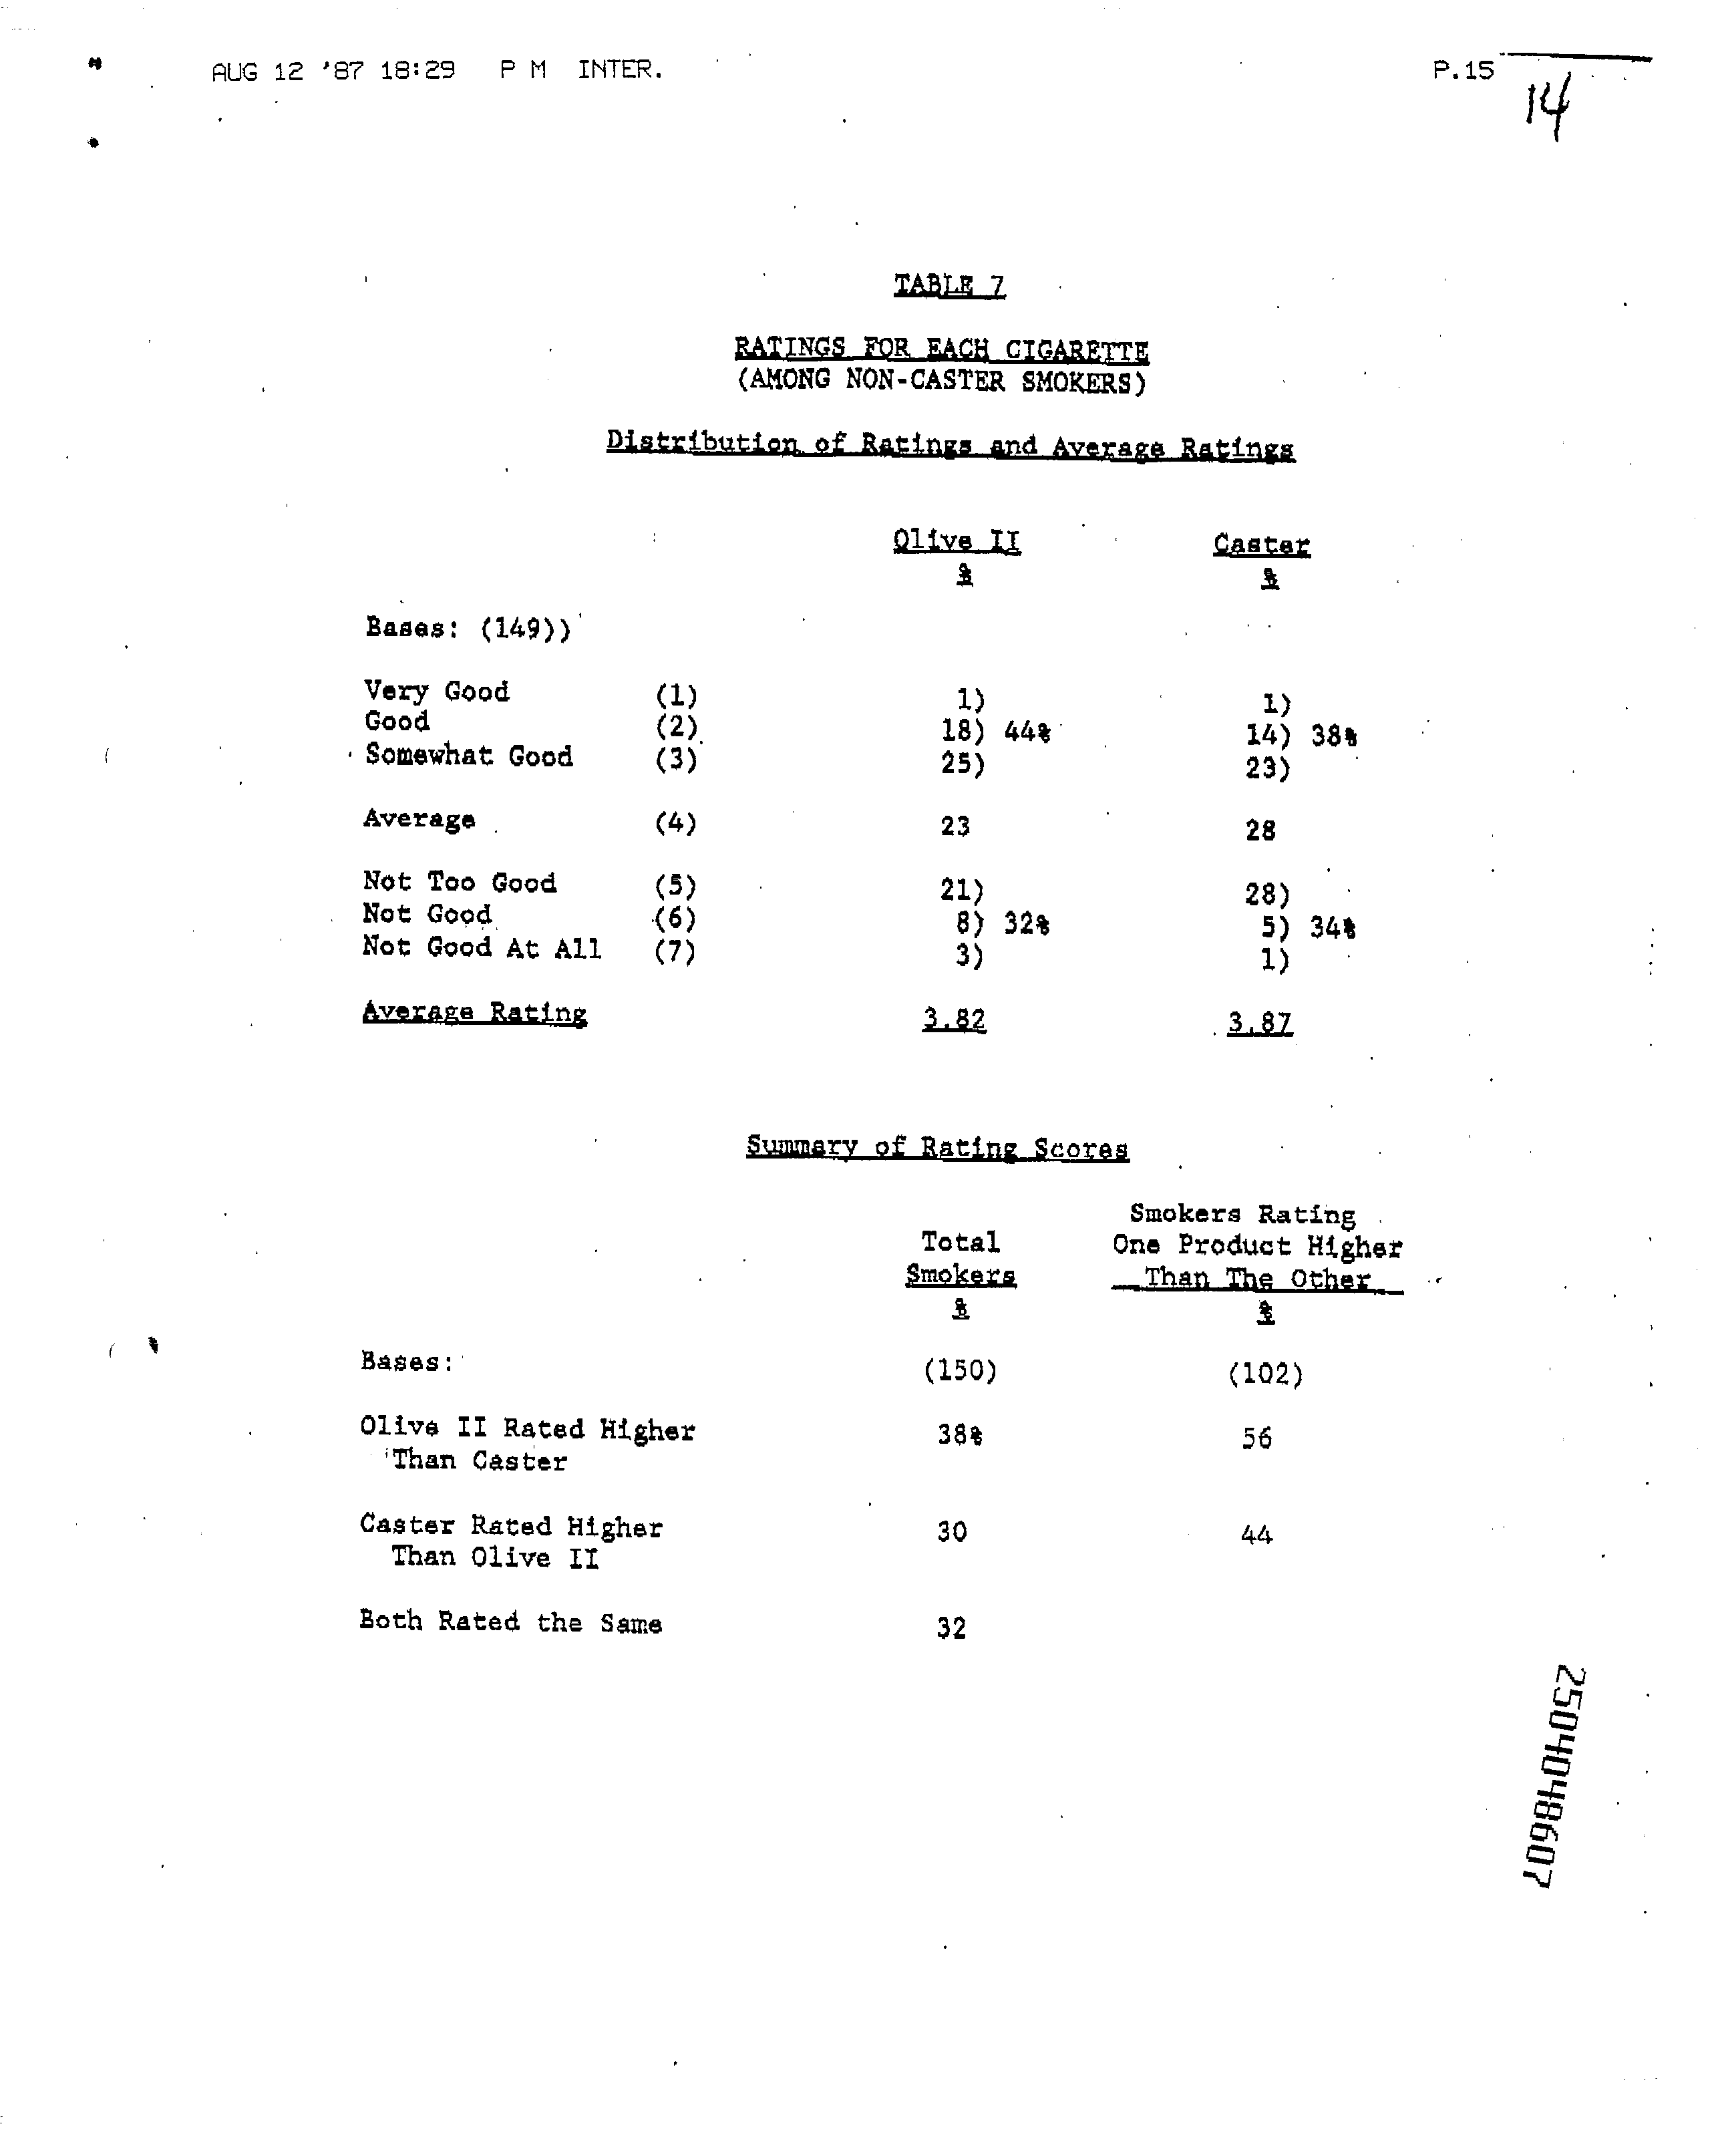 AUG 12 '87 18:29 P M INTER. P.15
14
TABLE 7
RATINGS FOR EACH CIGARETTE
(AMONG NON-CASTER SMOKERS)
Distribution of Ratings and Average Ratings
Olive II Caster
% %
Bases: (149))
Very Good (1) 1) 1)
Good (2) 18) 44% 14) 38%
Somewhat Good (3) 25) 23)
Average (4) 23 28
Not Too Good (5) 21) 28)
Not Good (6) 8) 32% 5) 34%
Not Good At All (7) 3) 1)
Average Rating 3.82 3.87
Summary of Rating Scores
Smokers Rating
Total One Product Higher
Smokers Than The Other
% %
Bases: (150) (102)
Olive II Rated Higher 38% 56
Than Caster
Caster Rated Higher 30 44
Than Olive II
Both Rated the Same 32
2504048607